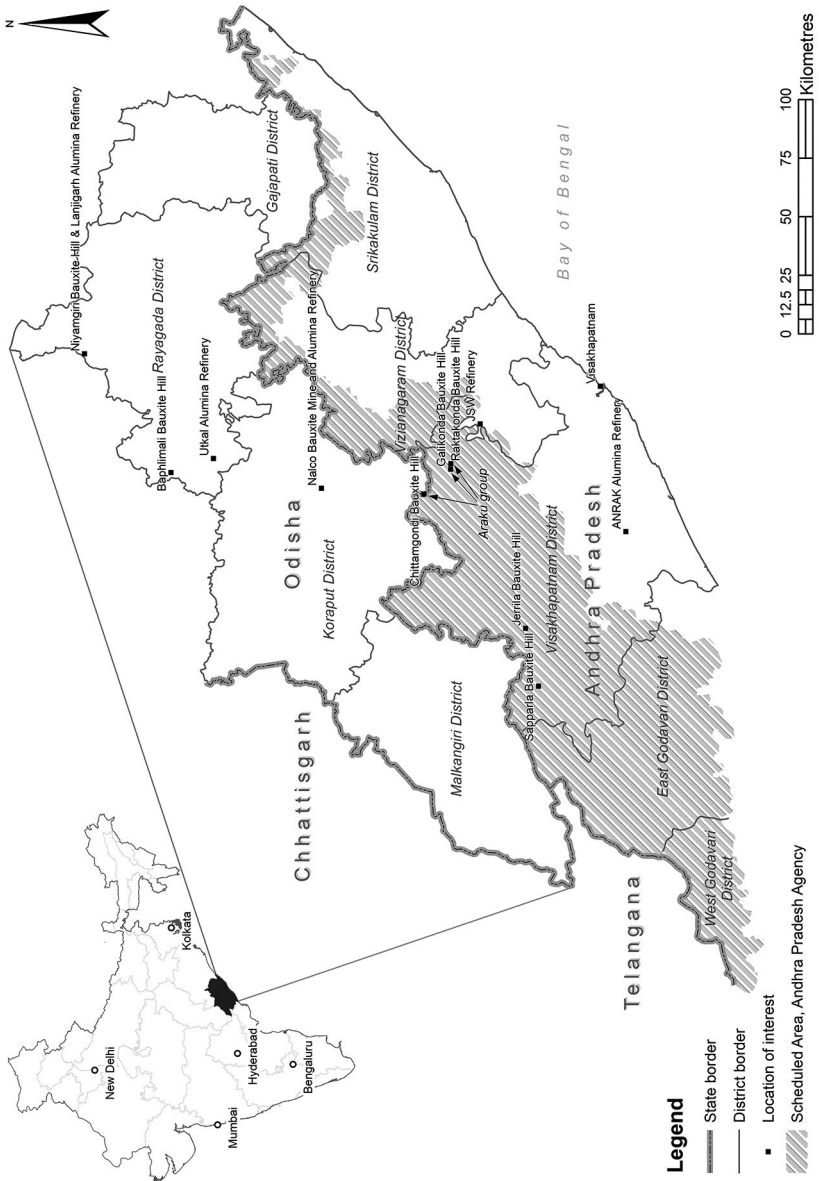 N
New Delhi
Kolkata
Mumbai
Hyderabad
Bengaluru
Niyamgiri Bauxite Hill & Lanjigarh Alumina Refinery
Rayagada District
Baphlimali Bauxite Hill
Utkal Alumina Refinery
Gajapati District
Srikakulam District
Odisha
Koraput District
Nalco Bauxite Mine and Alumina Refinery
Chhattisgarh
Malkangiri District
Vizianagaram District
Chittamgondi Bauxite Hill
Galikonda Bauxite Hill
Raktakonda Bauxite Hill
JSW Refinery
Araku group
Bay of Bengal
Jerrila Bauxite Hill
Sapparla Bauxite Hill
Visakhapatnam District
Andhra Pradesh
Visakhapatnam
ANRAK Alumina Refinery
East Godavari District
West Godavari
District
Telangana
Legend
State border
District border
Location of interest
Scheduled Area, Andhra Pradesh Agency
0 12.5 25 50 75 100
Kilometres